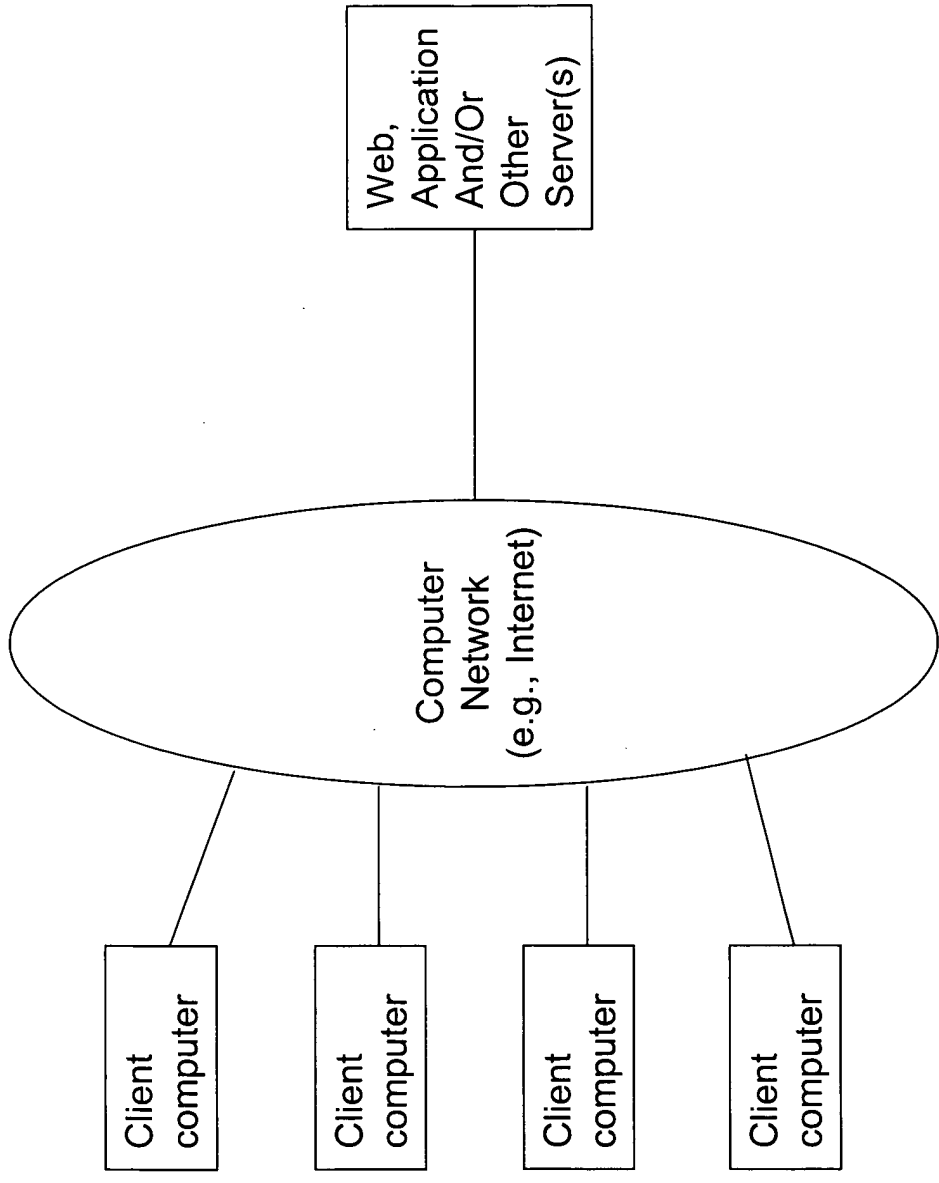 Client
computer
Client
computer
Client
computer
Client
computer
Computer
Network
(e.g., Internet)
Web,
Application
And/Or
Other
Server(s)